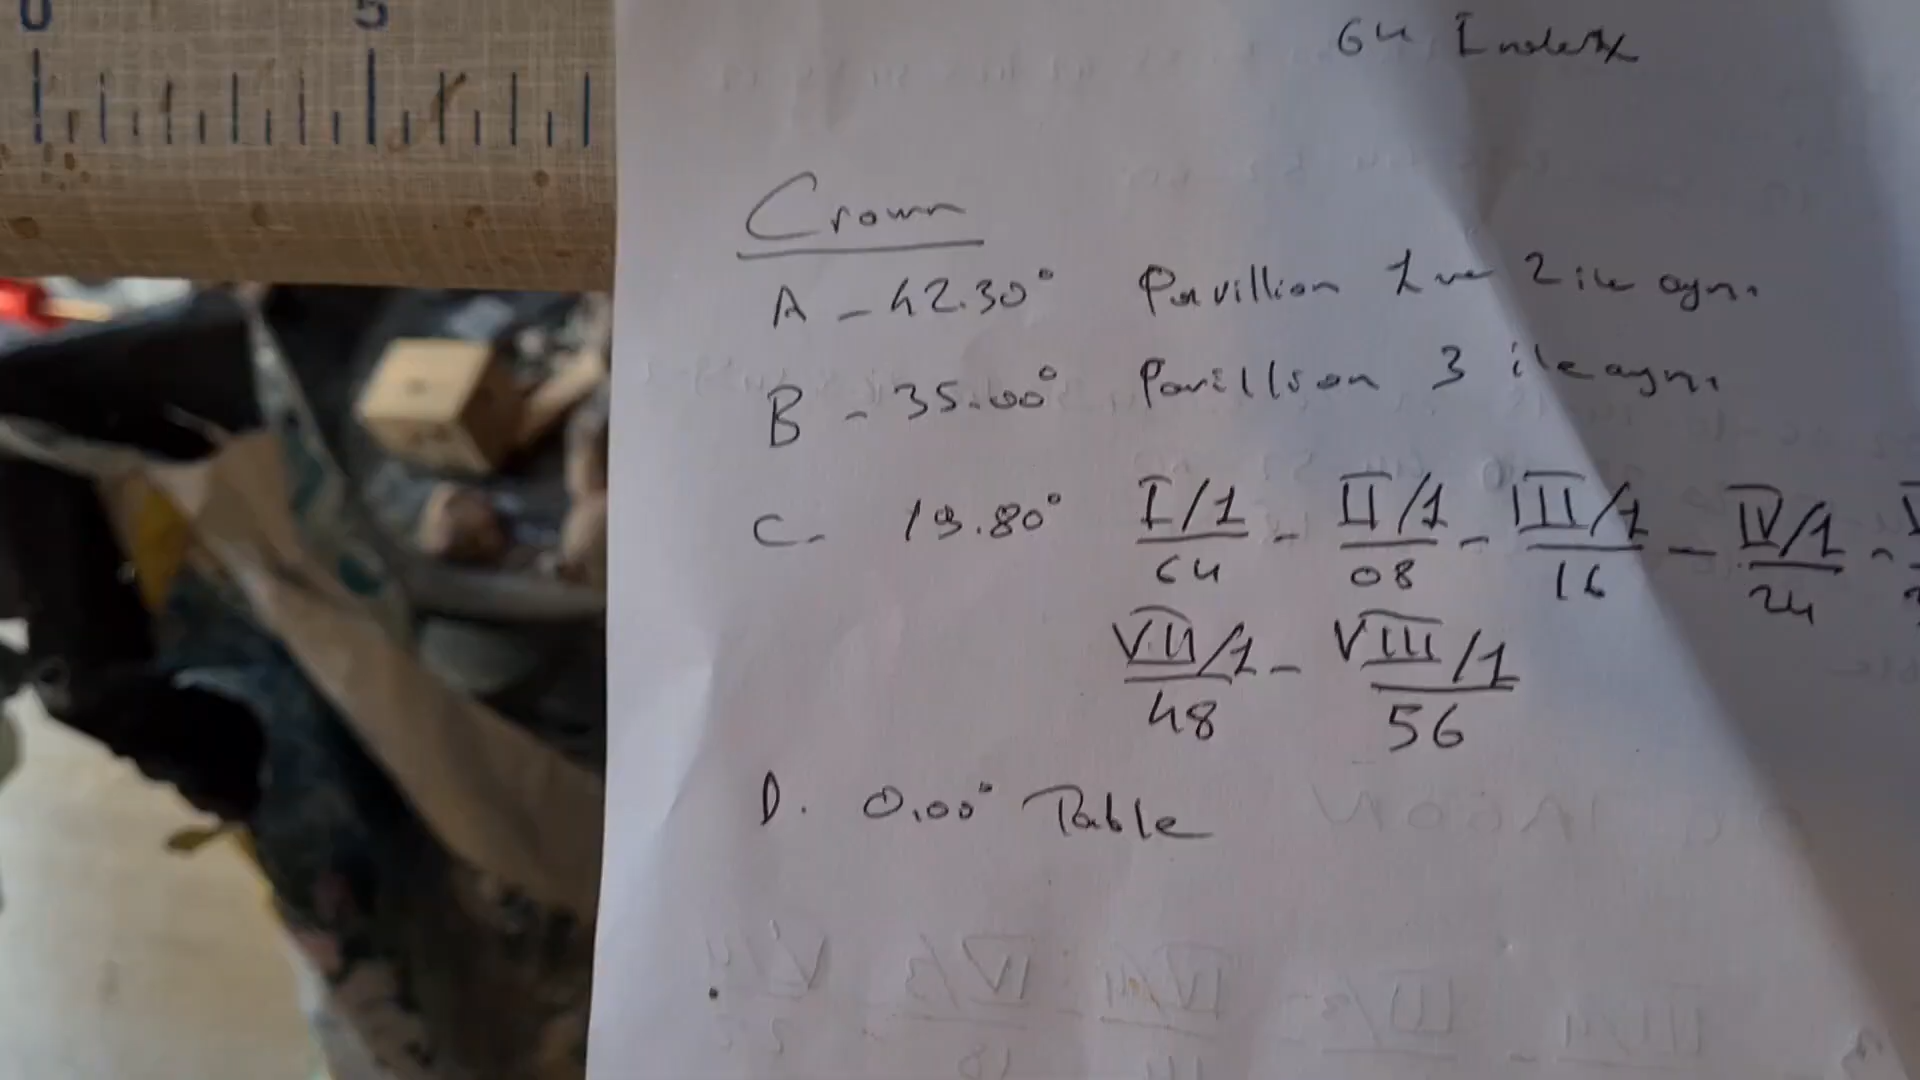 0 5
64 Index
Crown
A - 42.30° Pavillion 1 ve 2 ile aynı.
B - 35.00° Pavillson 3 ile aynı.
C - 19.80° I/1 - II/1 - III/1 - IV/1 -
64 08 16 24
VII/1 - VIII/1
48 56
D. 0.00° Table